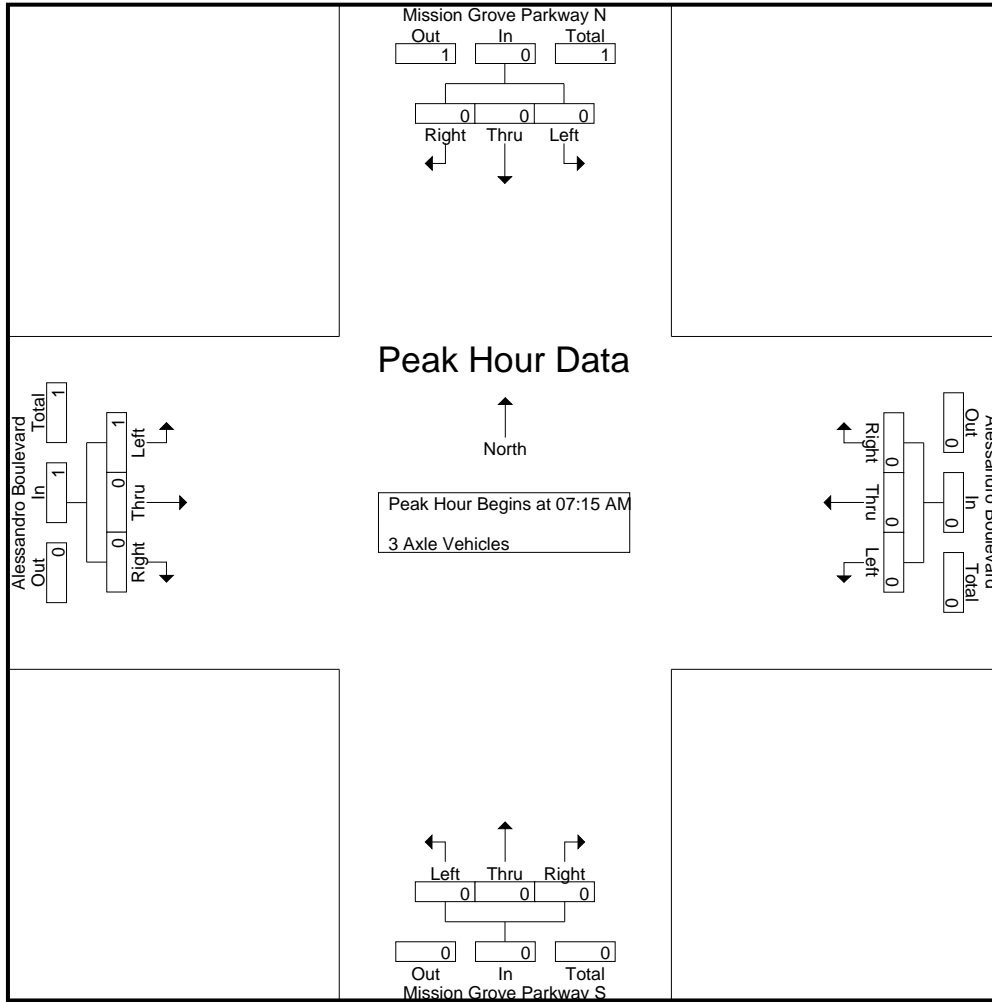 Mission Grove Parkway N
Out In Total
1 0 1
0 0 0
Right Thru Left
Peak Hour Data
North
Peak Hour Begins at 07:15 AM
3 Axle Vehicles
Alessandro Boulevard
Out In Total
0 1 1
Left Thru Right
1 0 0
Alessandro Boulevard
Out In Total
0 0 0
Right Thru Left
0 0 0
Left Thru Right
0 0 0
0 0 0
Out In Total
Mission Grove Parkway S